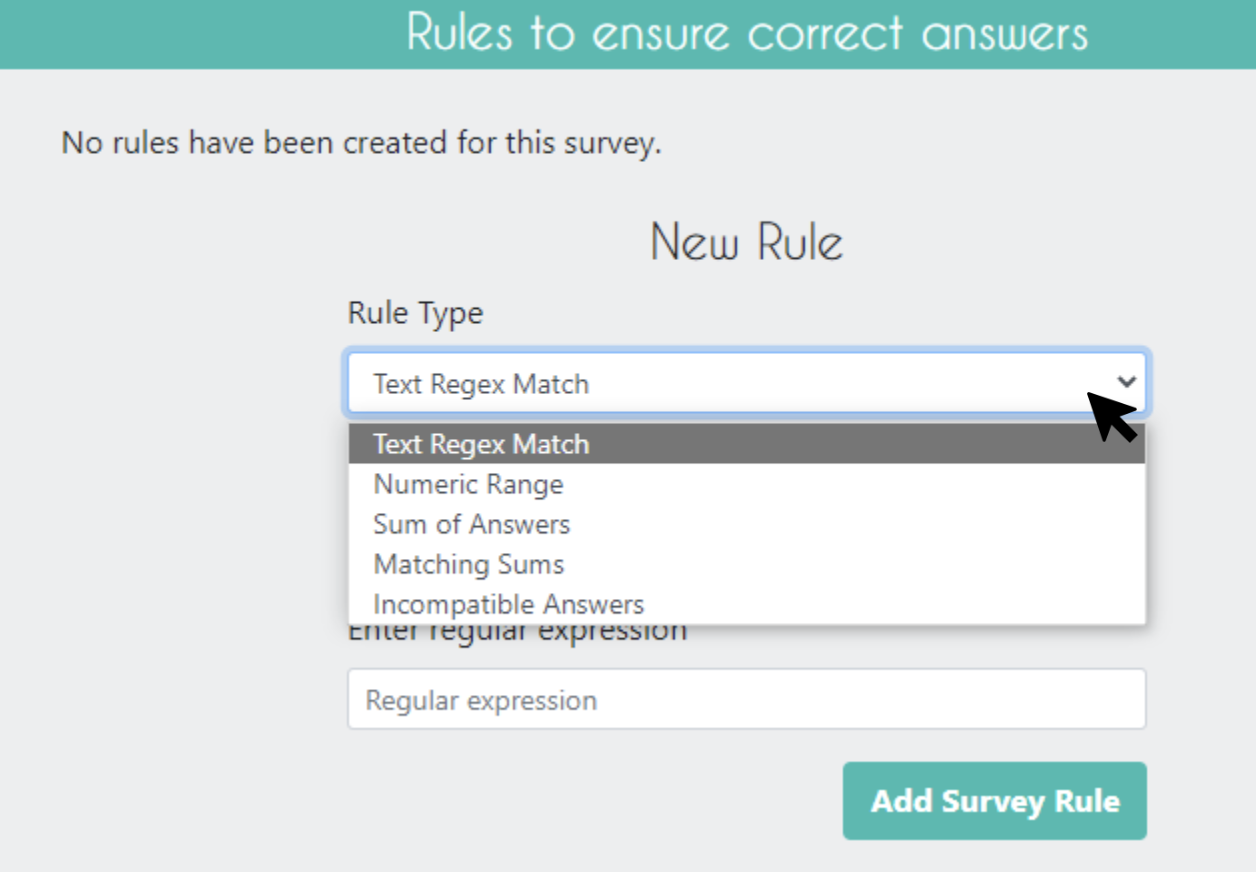 Rules to ensure correct answers
No rules have been created for this survey.
New Rule
Rule Type
Text Regex Match
Text Regex Match
Numeric Range
Sum of Answers
Matching Sums
Incompatible Answers
Enter regular expression
Regular expression
Add Survey Rule